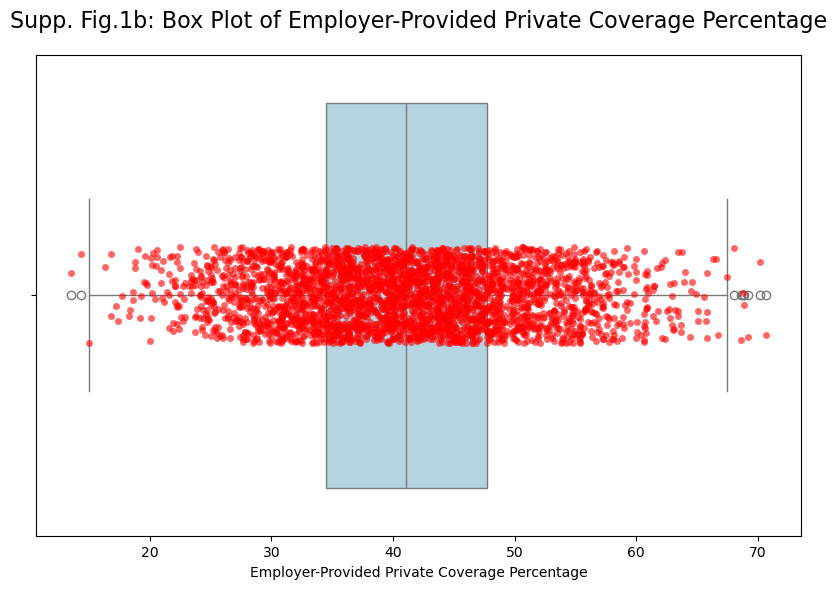 Supp. Fig.1b: Box Plot of Employer-Provided Private Coverage Percentage
20 30 40 50 60 70
Employer-Provided Private Coverage Percentage